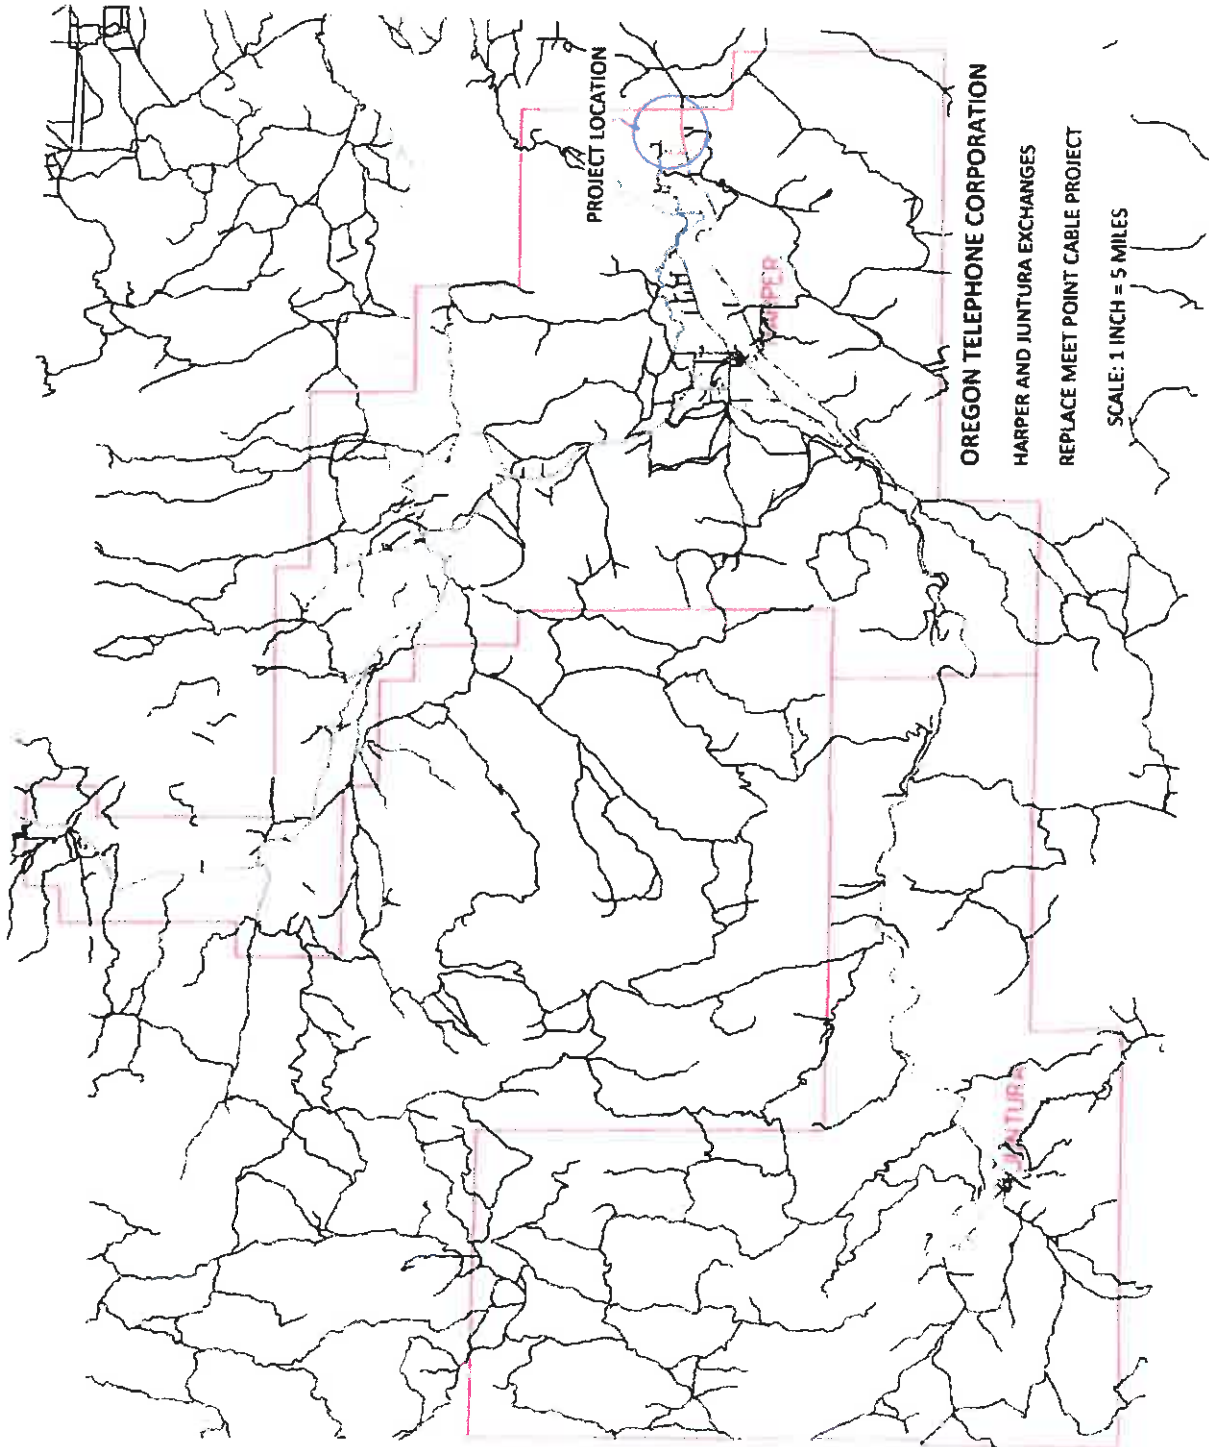 PROJECT LOCATION
HARPER
OREGON TELEPHONE CORPORATION
HARPER AND JUNTURA EXCHANGES
REPLACE MEET POINT CABLE PROJECT
SCALE: 1 INCH = 5 MILES
JUNTURA